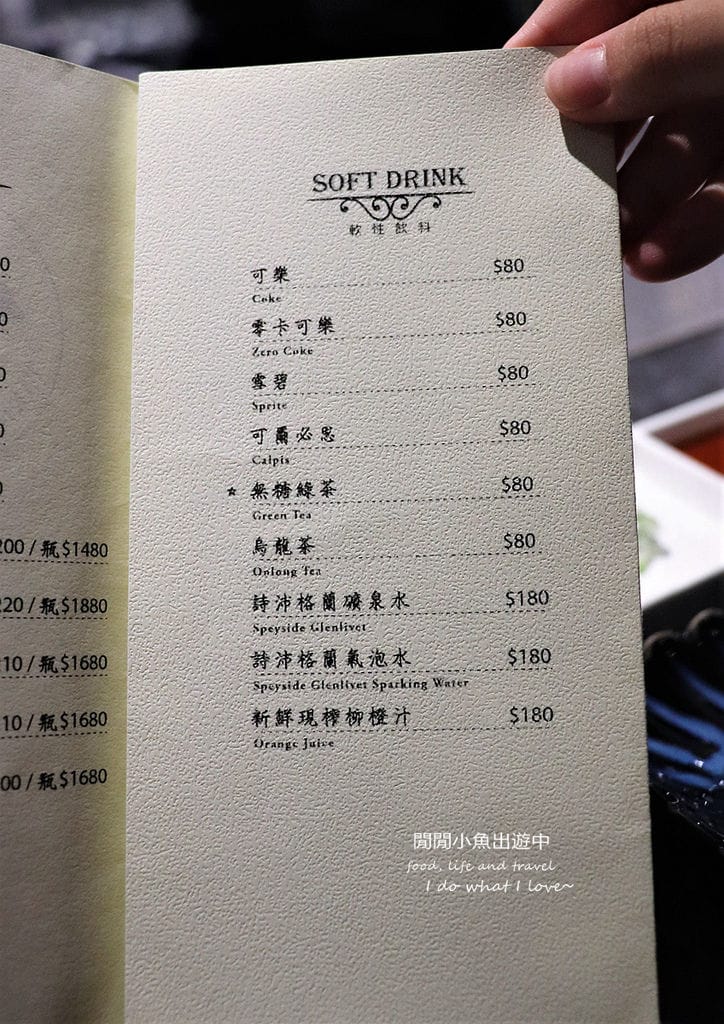 SOFT DRINK
軟性飲料
可樂 $80
Coke
零卡可樂 $80
Zero Coke
雪碧 $80
Sprite
可爾必思 $80
Calpis
★ 無糖綠茶 $80
Green Tea
烏龍茶 $80
Oolong Tea
詩沛格蘭礦泉水 $180
Speyside Glenlivet
詩沛格蘭氣泡水 $180
Speyside Glenlivet Sparking Water
新鮮現榨柳橙汁 $180
Orange Juice
/ 瓶$1480
/ 瓶$1880
/ 瓶$1680
/ 瓶$1680
/ 瓶$1680
閒閒小魚出遊中
food, life and travel
I do what I love~